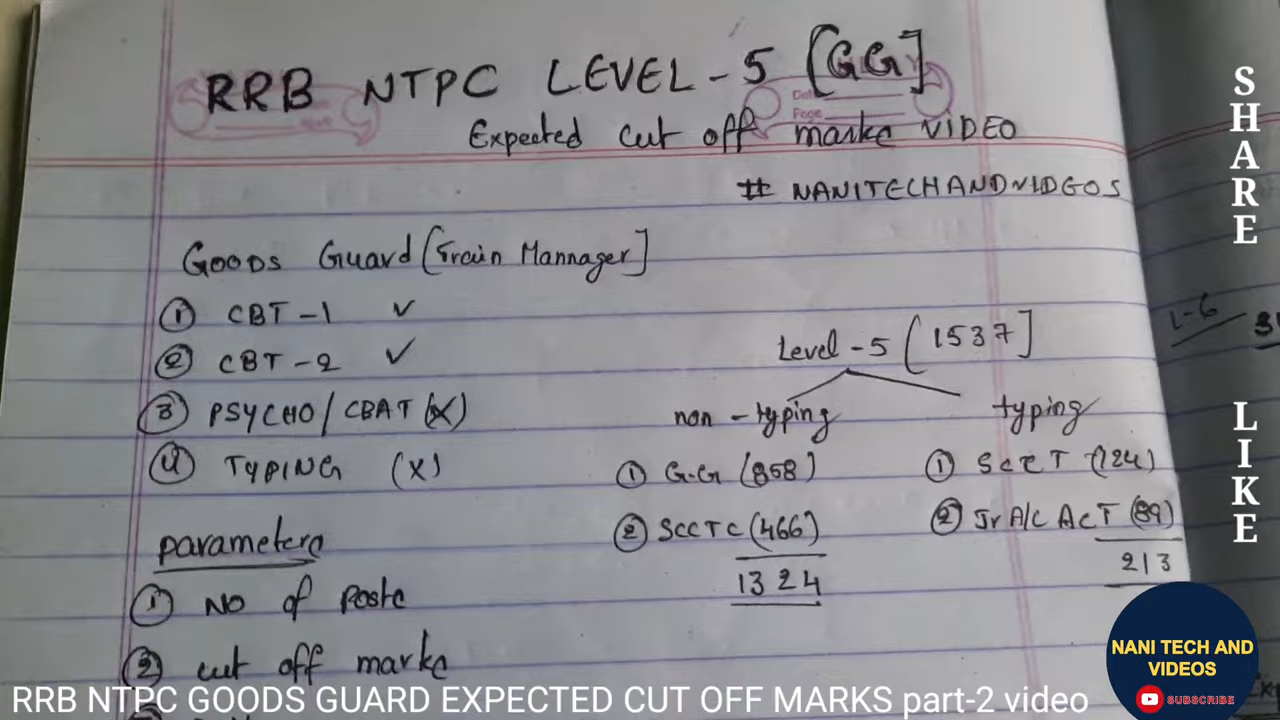 RRB NTPC LEVEL-5 [GG]
Expected cut off marks VIDEO
# NANITECHANDVIDEOS
Goods Guard [Train Mannager]
① CBT-1 ✓
② CBT-2 ✓
③ PSYCHO/CBAT (X)
④ TYPING (X)
parameters
① NO of Posts
② cut off marks
Level-5 [1537]
non-typing
① G.G (858)
② SCCTC (466)
1324
typing
① SC&T (124)
② Jr A/C AcT (89)
213
L-6
SHARE
LIKE
NANI TECH AND
VIDEOS
SUBSCRIBE
RRB NTPC GOODS GUARD EXPECTED CUT OFF MARKS part-2 video